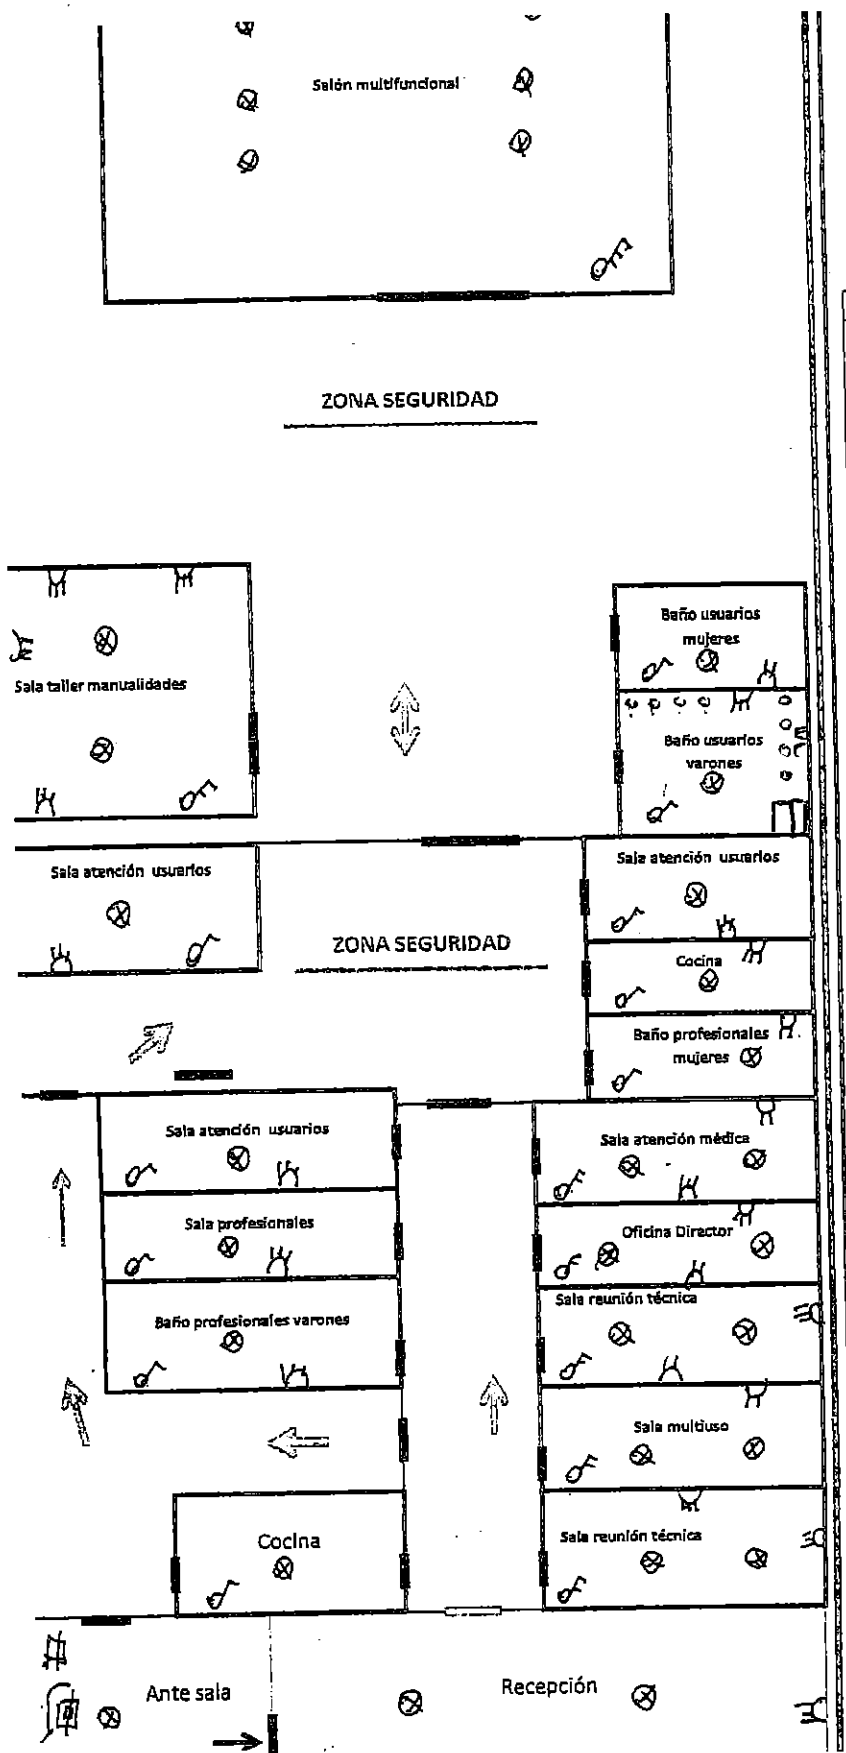 Salón multifuncional
ZONA SEGURIDAD
Baño usuarios
mujeres
Sala taller manualidades
Baño usuarios
varones
Sala atención usuarios
Sala atención usuarios
ZONA SEGURIDAD
Cocina
Baño profesionales
mujeres
Sala atención usuarios
Sala atención médica
Sala profesionales
Oficina Director
Sala reunión técnica
Baño profesionales varones
Sala multiuso
Cocina
Sala reunión técnica
Ante sala
Recepción